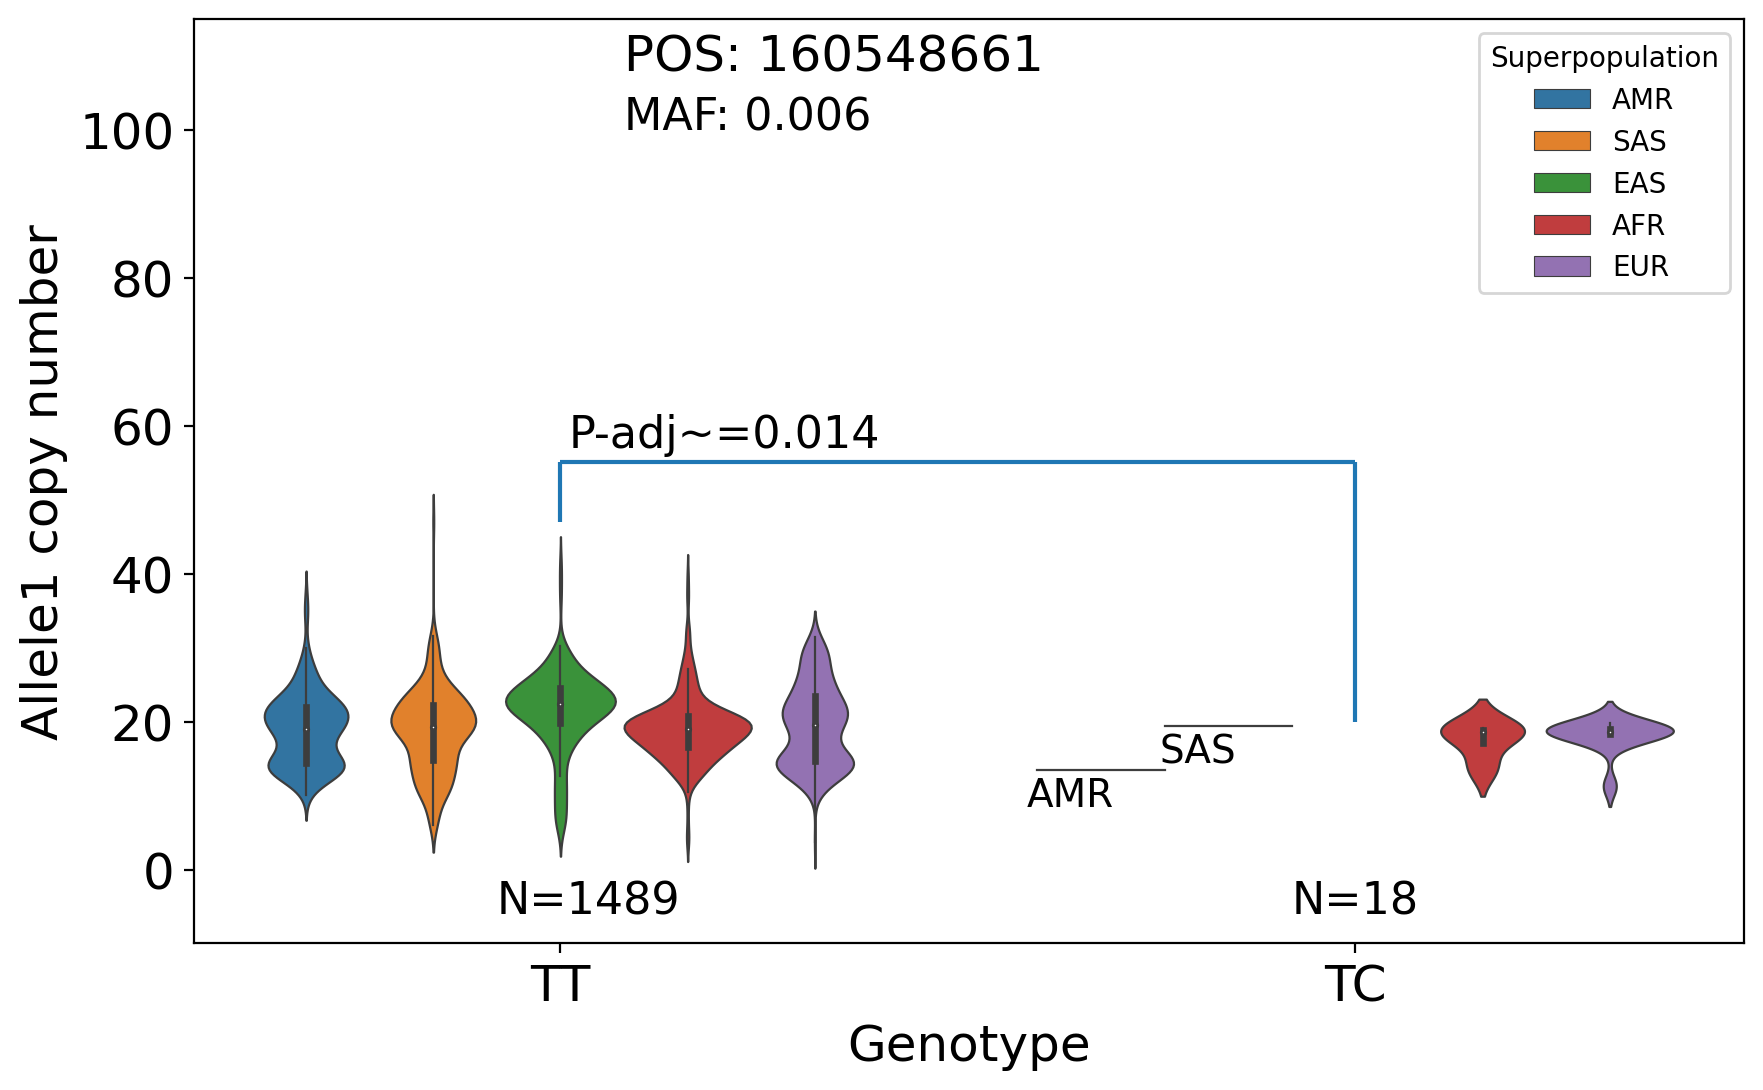 POS: 160548661
MAF: 0.006
Superpopulation
AMR
SAS
EAS
AFR
EUR
Allele1 copy number
100
80
60
40
20
0
P-adj~=0.014
SAS
AMR
N=1489
N=18
TT
TC
Genotype